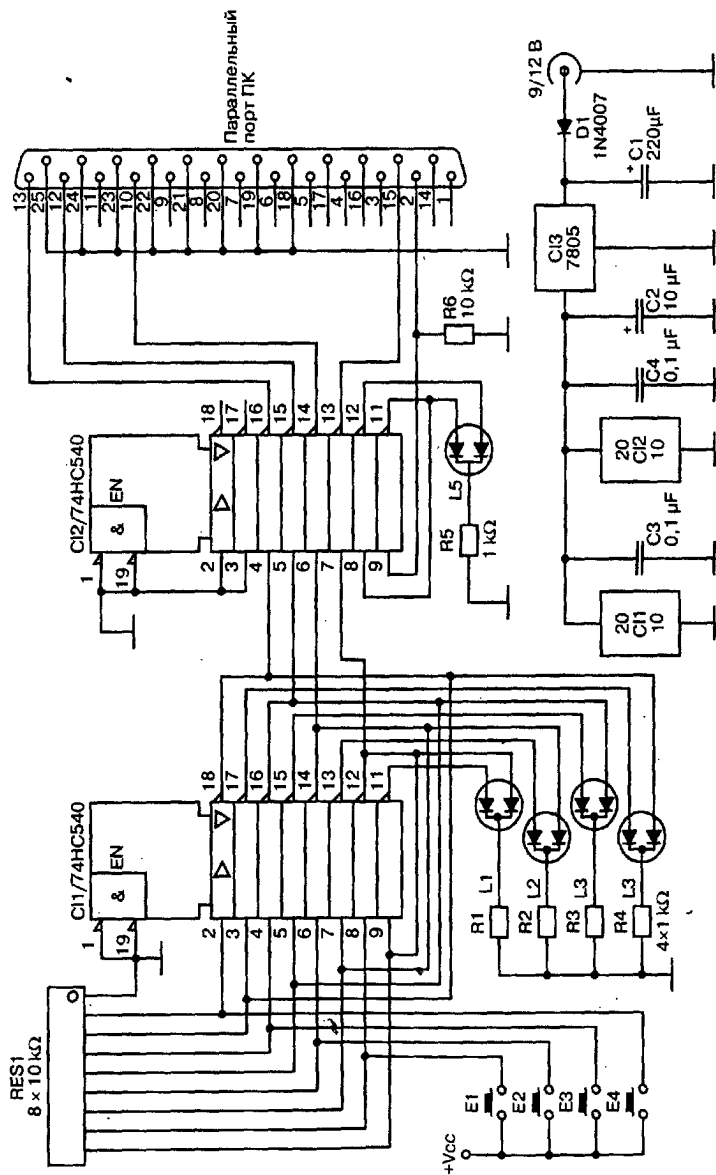 RES1
8 × 10 kΩ
CI1/74HC540
&
EN
1
19
2
3
4
5
6
7
8
9
18
17
16
15
14
13
12
11
CI2/74HC540
&
EN
1
19
2
3
4
5
6
7
8
9
18
17
16
15
14
13
12
11
13
25
12
24
11
23
10
22
9
21
8
20
7
19
6
18
5
17
4
16
3
15
2
14
1
Параллельный
порт ПК
+Vcc
E1
E2
E3
E4
R1
R2
R3
R4
4×1 kΩ
L1
L2
L3
L3
R5
1 kΩ
L5
R6
10 kΩ
20
CI1
10
C3
0,1 µF
20
CI2
10
C4
0,1 µF
C2
10 µF
+
CI3
7805
C1
220µF
+
D1
1N4007
9/12 В